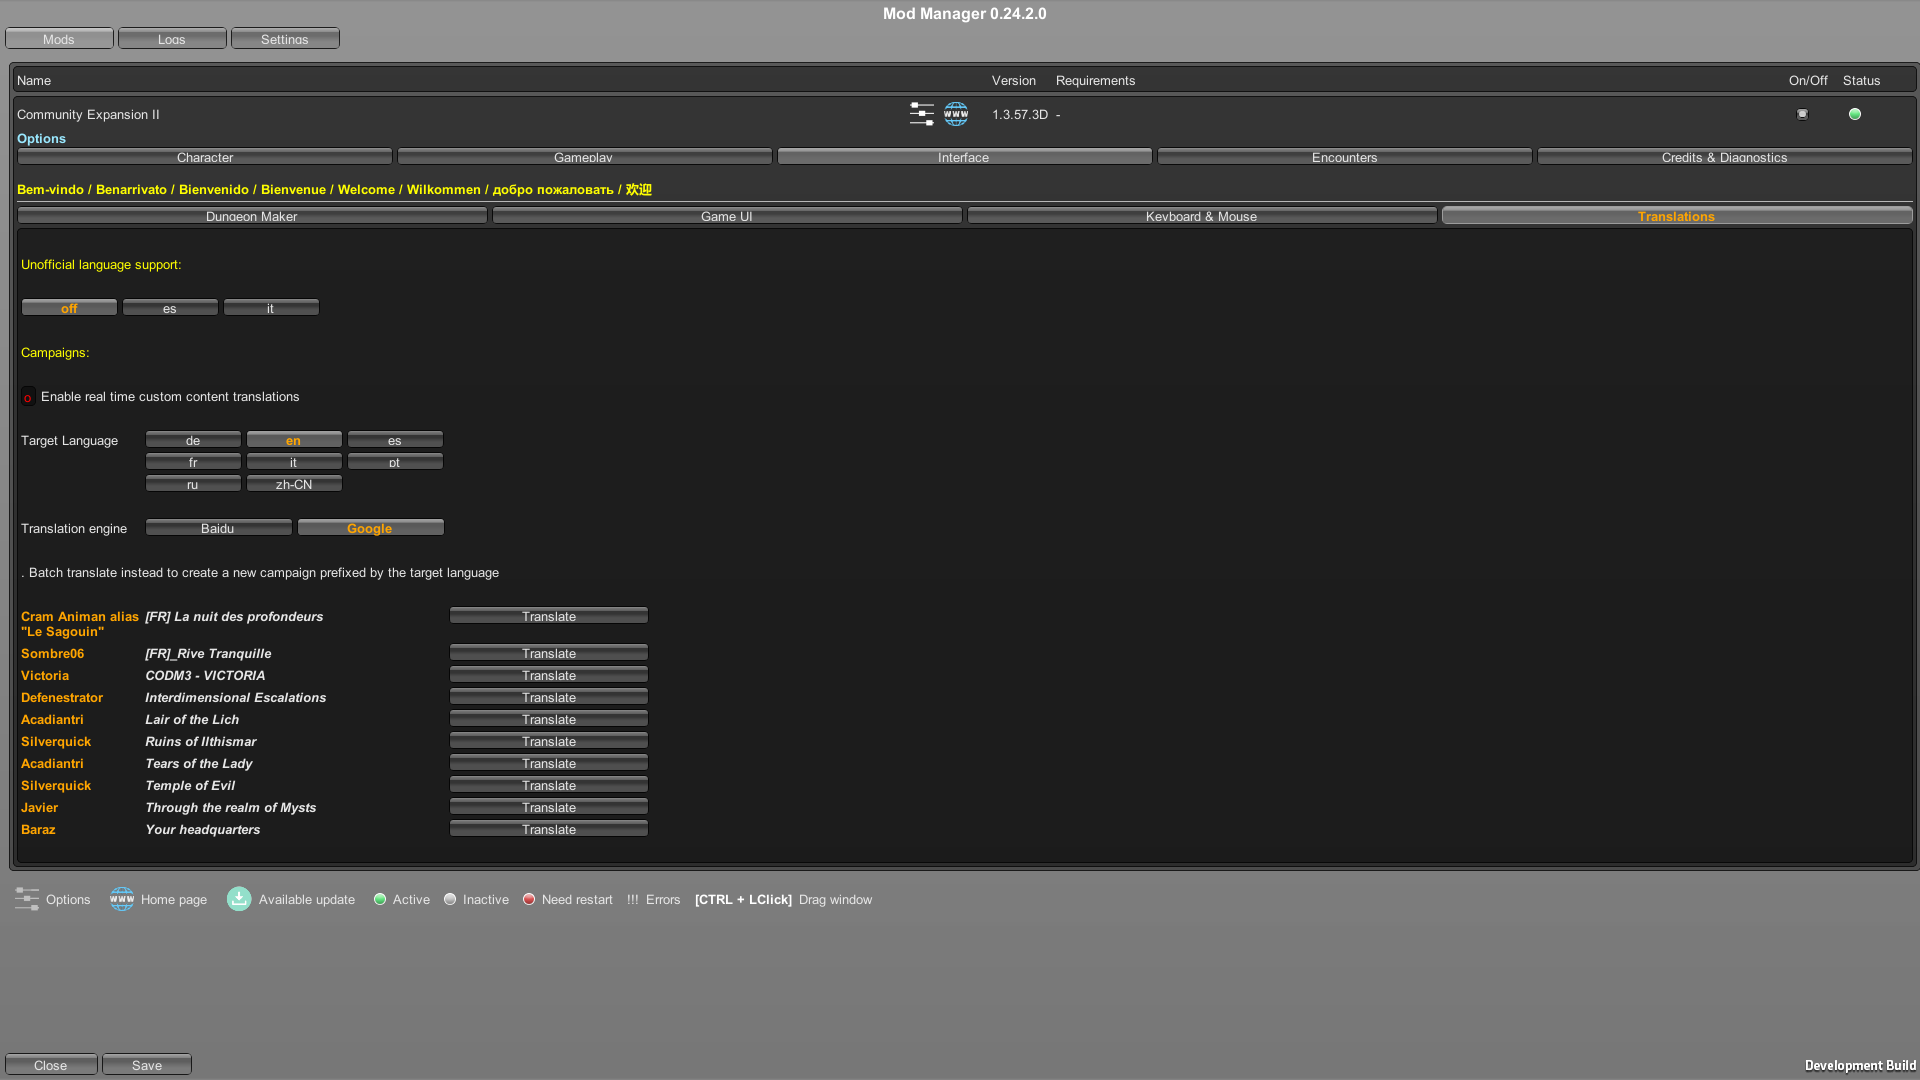 Mod Manager 0.24.2.0
Mods Logs Settings
Name Version Requirements On/Off Status
Community Expansion II www 1.3.57.3D -
Options
Character Gameplay Interface Encounters Credits & Diagnostics
Bem-vindo / Benarrivato / Bienvenido / Bienvenue / Welcome / Wilkommen / добро пожаловать / 欢迎
Dungeon Maker Game UI Keyboard & Mouse Translations
Unofficial language support:
off es it
Campaigns:
o Enable real time custom content translations
Target Language de en es
fr it pt
ru zh-CN
Translation engine Baidu Google
. Batch translate instead to create a new campaign prefixed by the target language
Cram Animan alias [FR] La nuit des profondeurs Translate
"Le Sagouin"
Sombre06 [FR]_Rive Tranquille Translate
Victoria CODM3 - VICTORIA Translate
Defenestrator Interdimensional Escalations Translate
Acadiantri Lair of the Lich Translate
Silverquick Ruins of Ilthismar Translate
Acadiantri Tears of the Lady Translate
Silverquick Temple of Evil Translate
Javier Through the realm of Mysts Translate
Baraz Your headquarters Translate
Options www Home page Available update Active Inactive Need restart !!! Errors [CTRL + LClick] Drag window
Close Save
Development Build